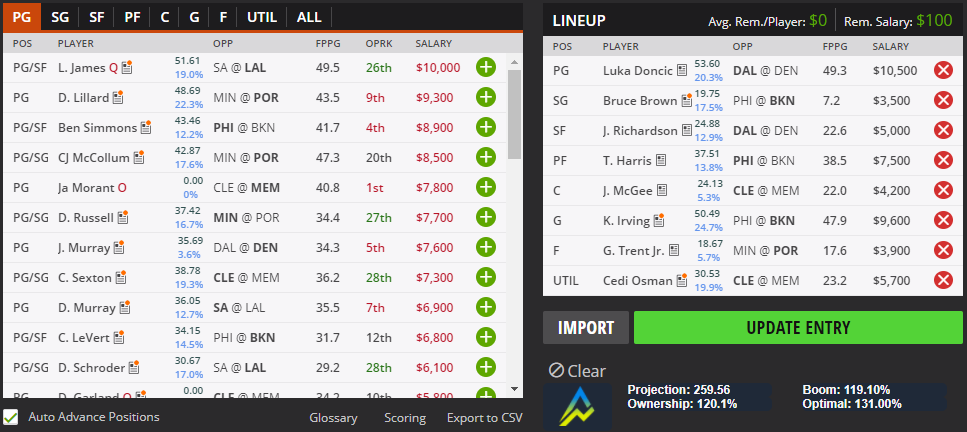 PG SG SF PF C G F UTIL ALL
POS PLAYER OPP FPPG OPRK SALARY
PG/SF L. James Q 51.61 19.0% SA @ LAL 49.5 26th $10,000
PG D. Lillard 48.69 22.3% MIN @ POR 43.5 9th $9,300
PG/SF Ben Simmons 43.46 12.2% PHI @ BKN 41.7 4th $8,900
PG/SG CJ McCollum 42.87 17.6% MIN @ POR 47.3 20th $8,500
PG Ja Morant O 0.00 0% CLE @ MEM 40.8 1st $7,800
PG/SG D. Russell 37.42 16.7% MIN @ POR 34.4 27th $7,700
PG J. Murray 35.69 3.6% DAL @ DEN 34.3 5th $7,600
PG/SG C. Sexton 38.78 19.3% CLE @ MEM 36.2 28th $7,300
PG D. Murray 36.05 12.7% SA @ LAL 35.5 7th $6,900
PG/SF C. LeVert 34.15 14.5% PHI @ BKN 31.7 12th $6,800
PG/SG D. Schroder 30.67 17.0% SA @ LAL 29.2 28th $6,100
PG D. Garland O 0.00 CLE @ MEM 34.2 10th $5,800
Auto Advance Positions Glossary Scoring Export to CSV
LINEUP Avg. Rem./Player: $0 Rem. Salary: $100
POS PLAYER OPP FPPG SALARY
PG Luka Doncic 53.60 20.3% DAL @ DEN 49.3 $10,500
SG Bruce Brown 19.75 17.5% PHI @ BKN 7.2 $3,500
SF J. Richardson 24.88 12.9% DAL @ DEN 22.6 $5,000
PF T. Harris 37.51 13.8% PHI @ BKN 38.5 $7,500
C J. McGee 24.13 5.3% CLE @ MEM 22.0 $4,200
G K. Irving 50.49 24.7% PHI @ BKN 47.9 $9,600
F G. Trent Jr. 18.67 5.7% MIN @ POR 17.6 $3,900
UTIL Cedi Osman 30.53 19.9% CLE @ MEM 23.2 $5,700
IMPORT UPDATE ENTRY
Clear
Projection: 259.56 Boom: 119.10%
Ownership: 120.1% Optimal: 131.00%